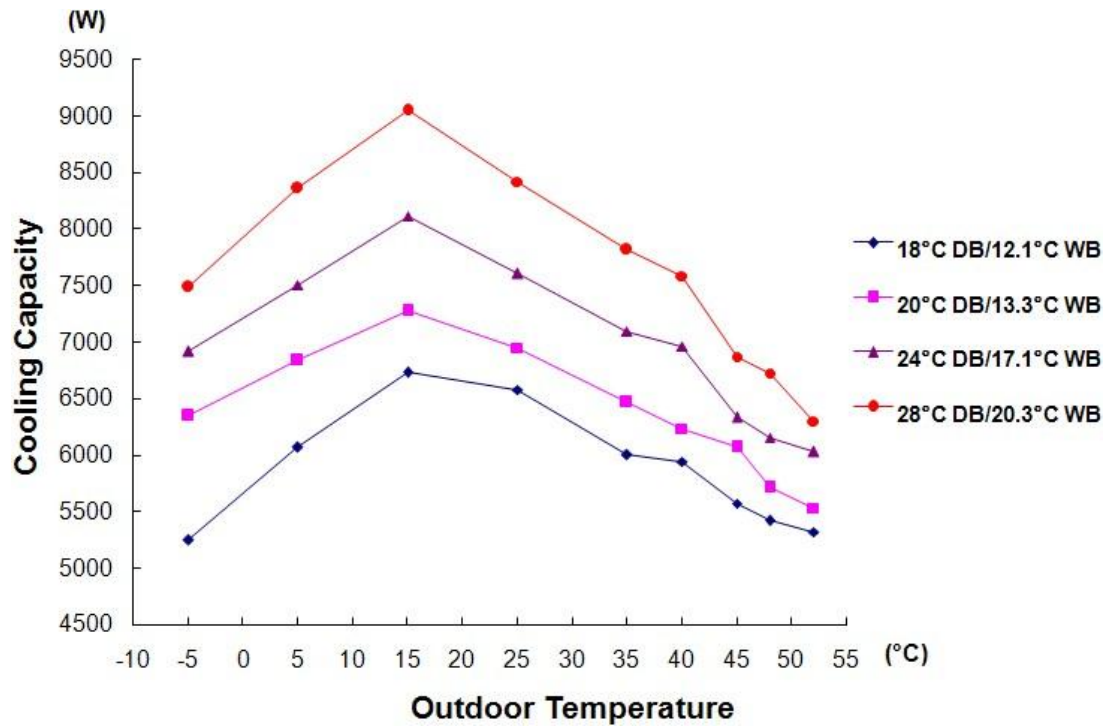 (W)
9500
9000
8500
8000
7500
7000
6500
6000
5500
5000
4500
Cooling Capacity
-10 -5 0 5 10 15 20 25 30 35 40 45 50 55 (°C)
Outdoor Temperature
18°C DB/12.1°C WB
20°C DB/13.3°C WB
24°C DB/17.1°C WB
28°C DB/20.3°C WB